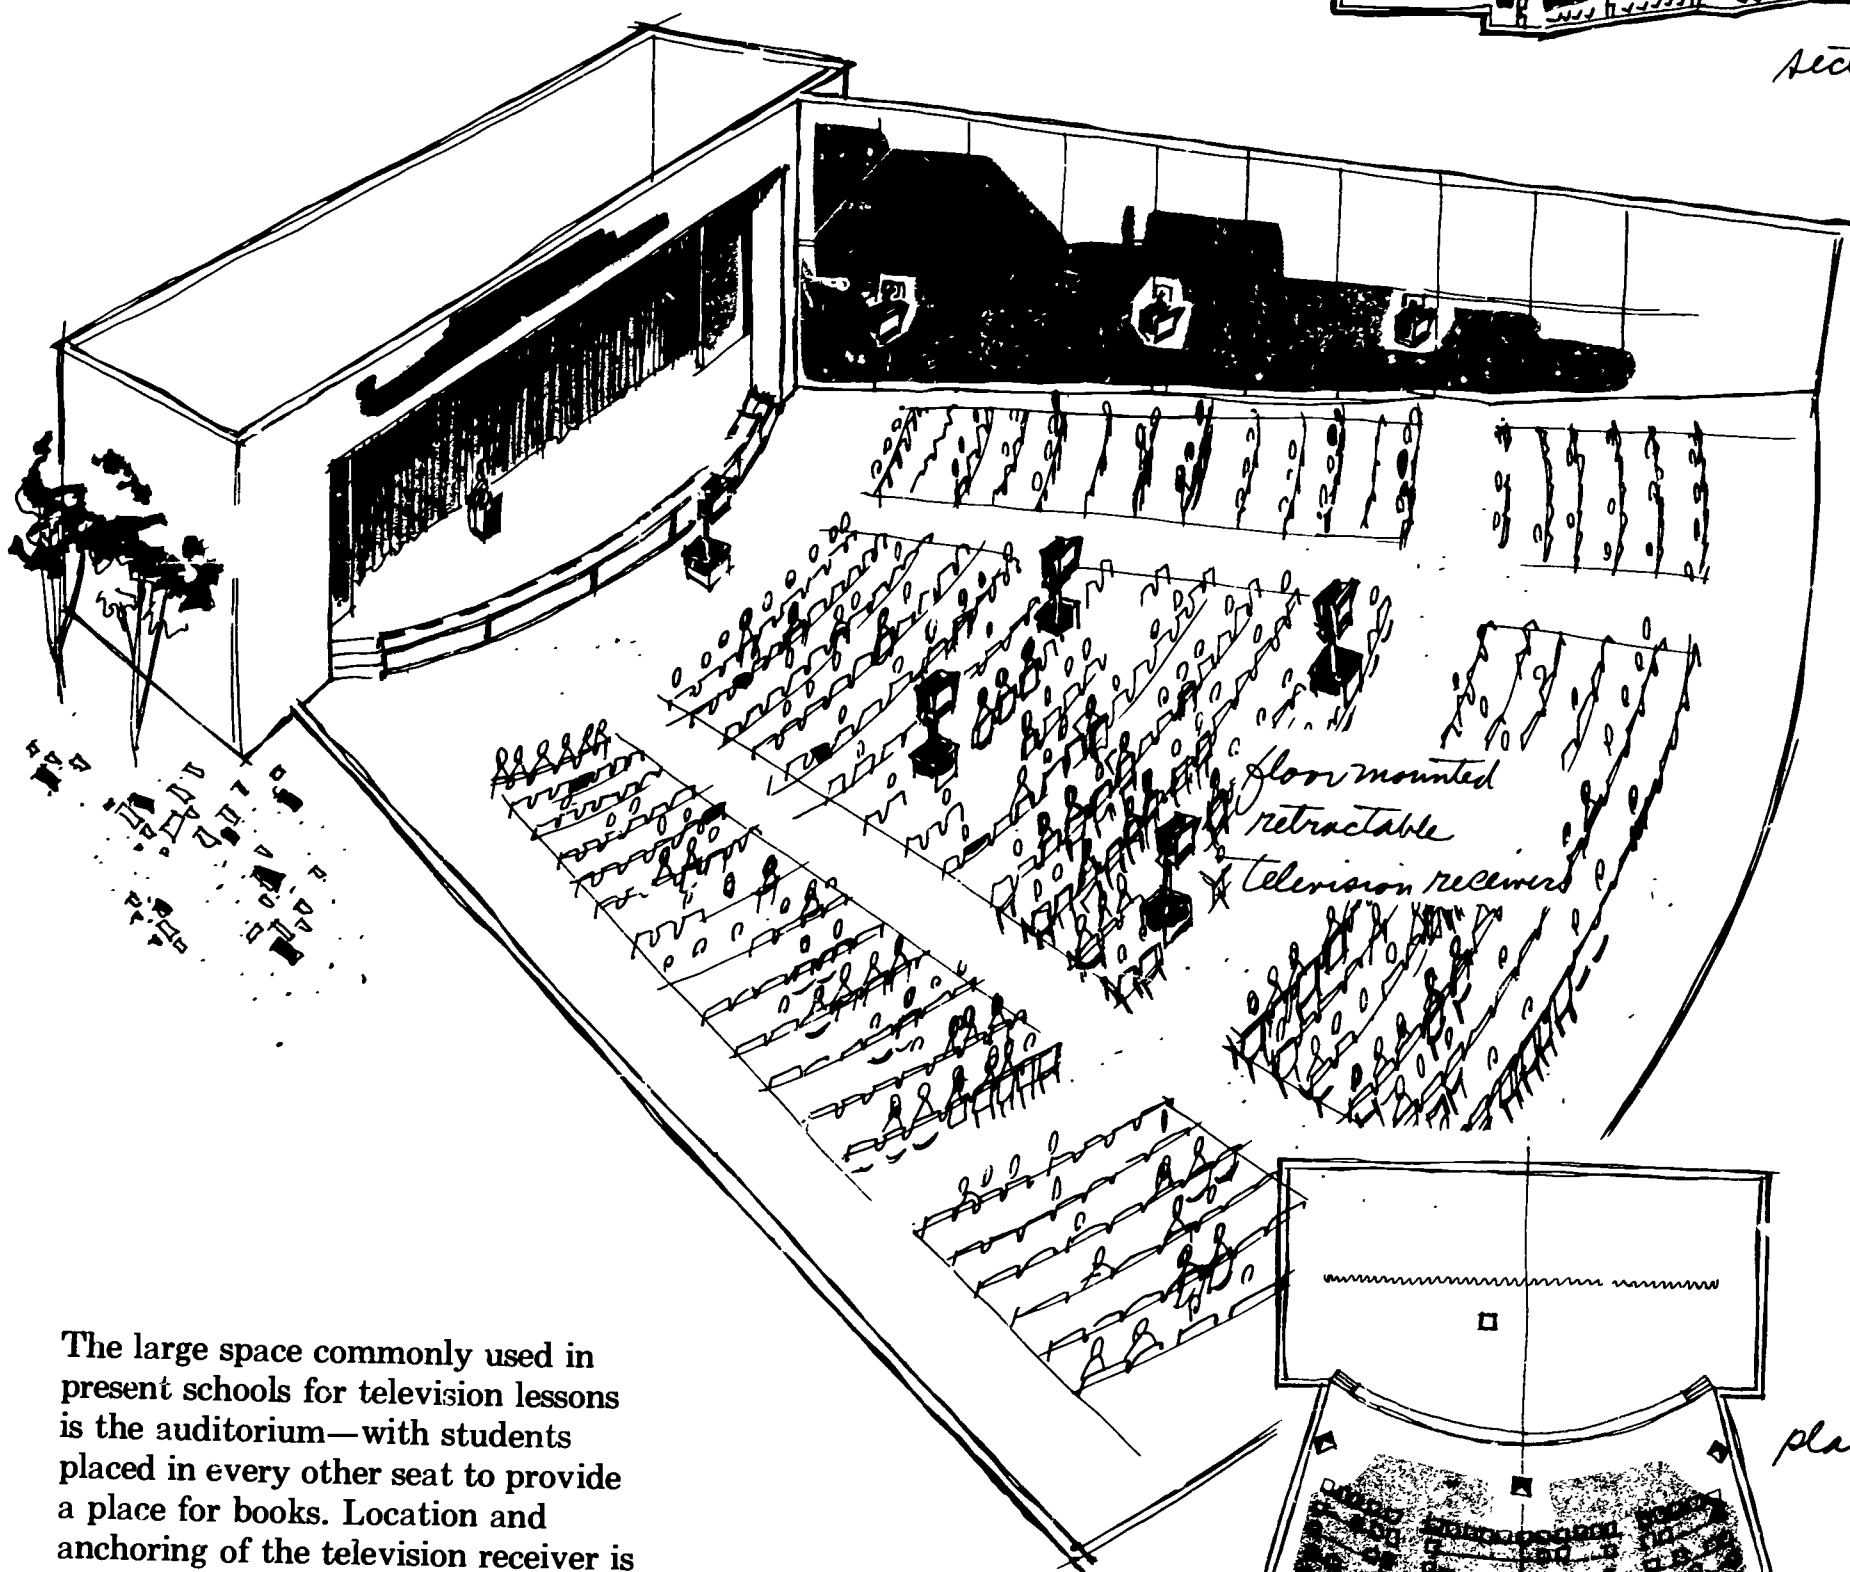 floor mounted
retractable
television receivers
The large space commonly used in
present schools for television lessons
is the auditorium—with students
placed in every other seat to provide
a place for books. Location and
anchoring of the television receiver is